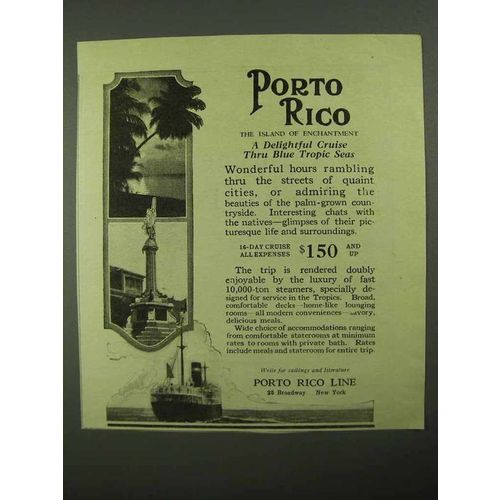 PORTO
RICO
THE ISLAND OF ENCHANTMENT
A Delightful Cruise
Thru Blue Tropic Seas
Wonderful hours rambling
thru the streets of quaint
cities, or admiring the
beauties of the palm-grown coun-
tryside. Interesting chats with
the natives—glimpses of their pic-
turesque life and surroundings.
16-DAY CRUISE $150 AND
ALL EXPENSES UP
The trip is rendered doubly
enjoyable by the luxury of fast
10,000-ton steamers, specially de-
signed for service in the Tropics. Broad,
comfortable decks—home-like lounging
rooms—all modern conveniences—savory,
delicious meals.
Wide choice of accommodations ranging
from comfortable staterooms at minimum
rates to rooms with private bath. Rates
include meals and stateroom for entire trip.
Write for sailings and literature
PORTO RICO LINE
25 Broadway New York